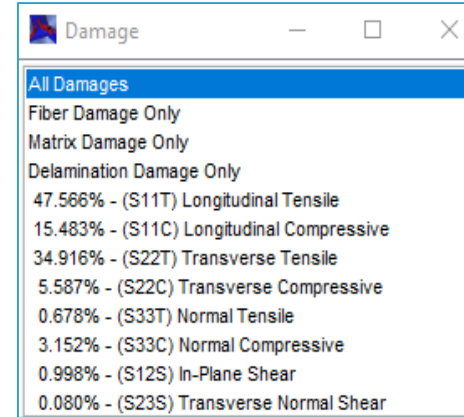 Damage
All Damages
Fiber Damage Only
Matrix Damage Only
Delamination Damage Only
47.566% - (S11T) Longitudinal Tensile
15.483% - (S11C) Longitudinal Compressive
34.916% - (S22T) Transverse Tensile
5.587% - (S22C) Transverse Compressive
0.678% - (S33T) Normal Tensile
3.152% - (S33C) Normal Compressive
0.998% - (S12S) In-Plane Shear
0.080% - (S23S) Transverse Normal Shear